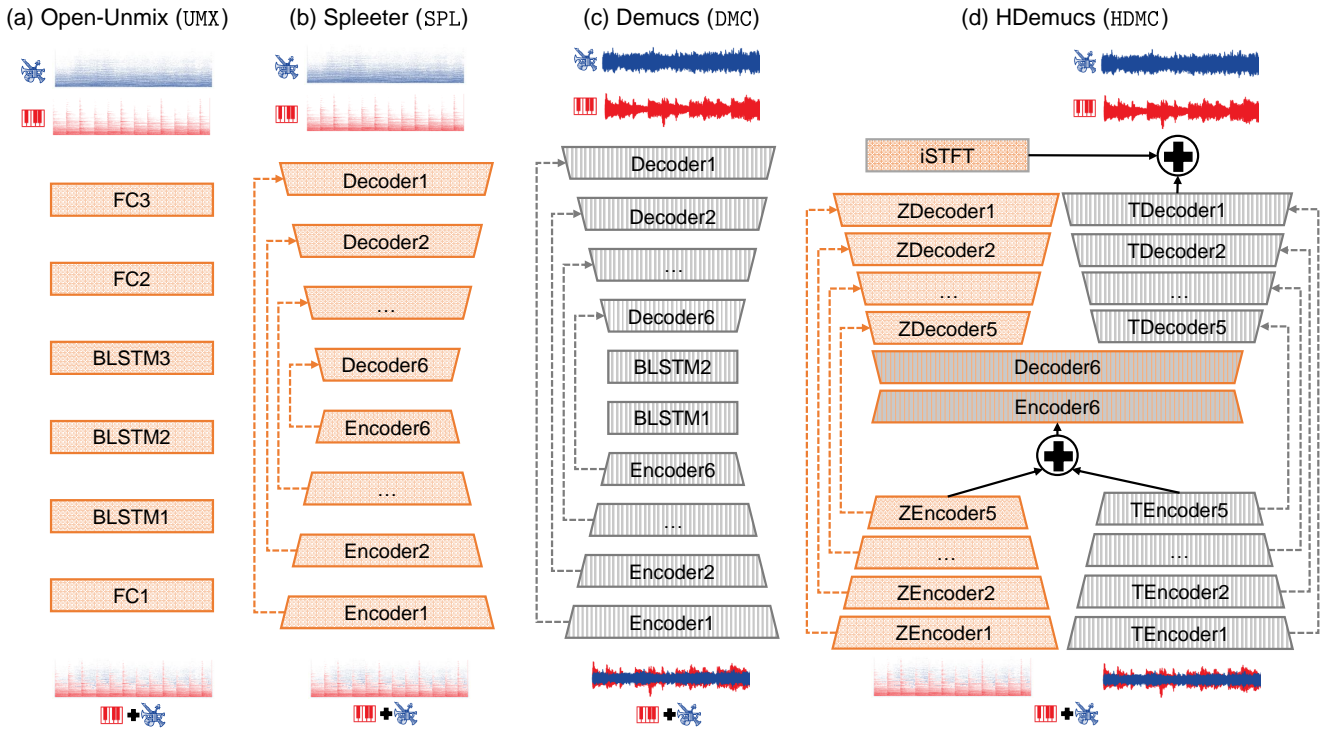 (a) Open-Unmix (UMX)
FC3
FC2
BLSTM3
BLSTM2
BLSTM1
FC1
(b) Spleeter (SPL)
Decoder1
Decoder2
...
Decoder6
Encoder6
...
Encoder2
Encoder1
(c) Demucs (DMC)
Decoder1
Decoder2
...
Decoder6
BLSTM2
BLSTM1
Encoder6
...
Encoder2
Encoder1
(d) HDemucs (HDMC)
iSTFT
ZDecoder1
TDecoder1
ZDecoder2
TDecoder2
...
...
ZDecoder5
TDecoder5
Decoder6
Encoder6
ZEncoder5
TEncoder5
...
...
ZEncoder2
TEncoder2
ZEncoder1
TEncoder1